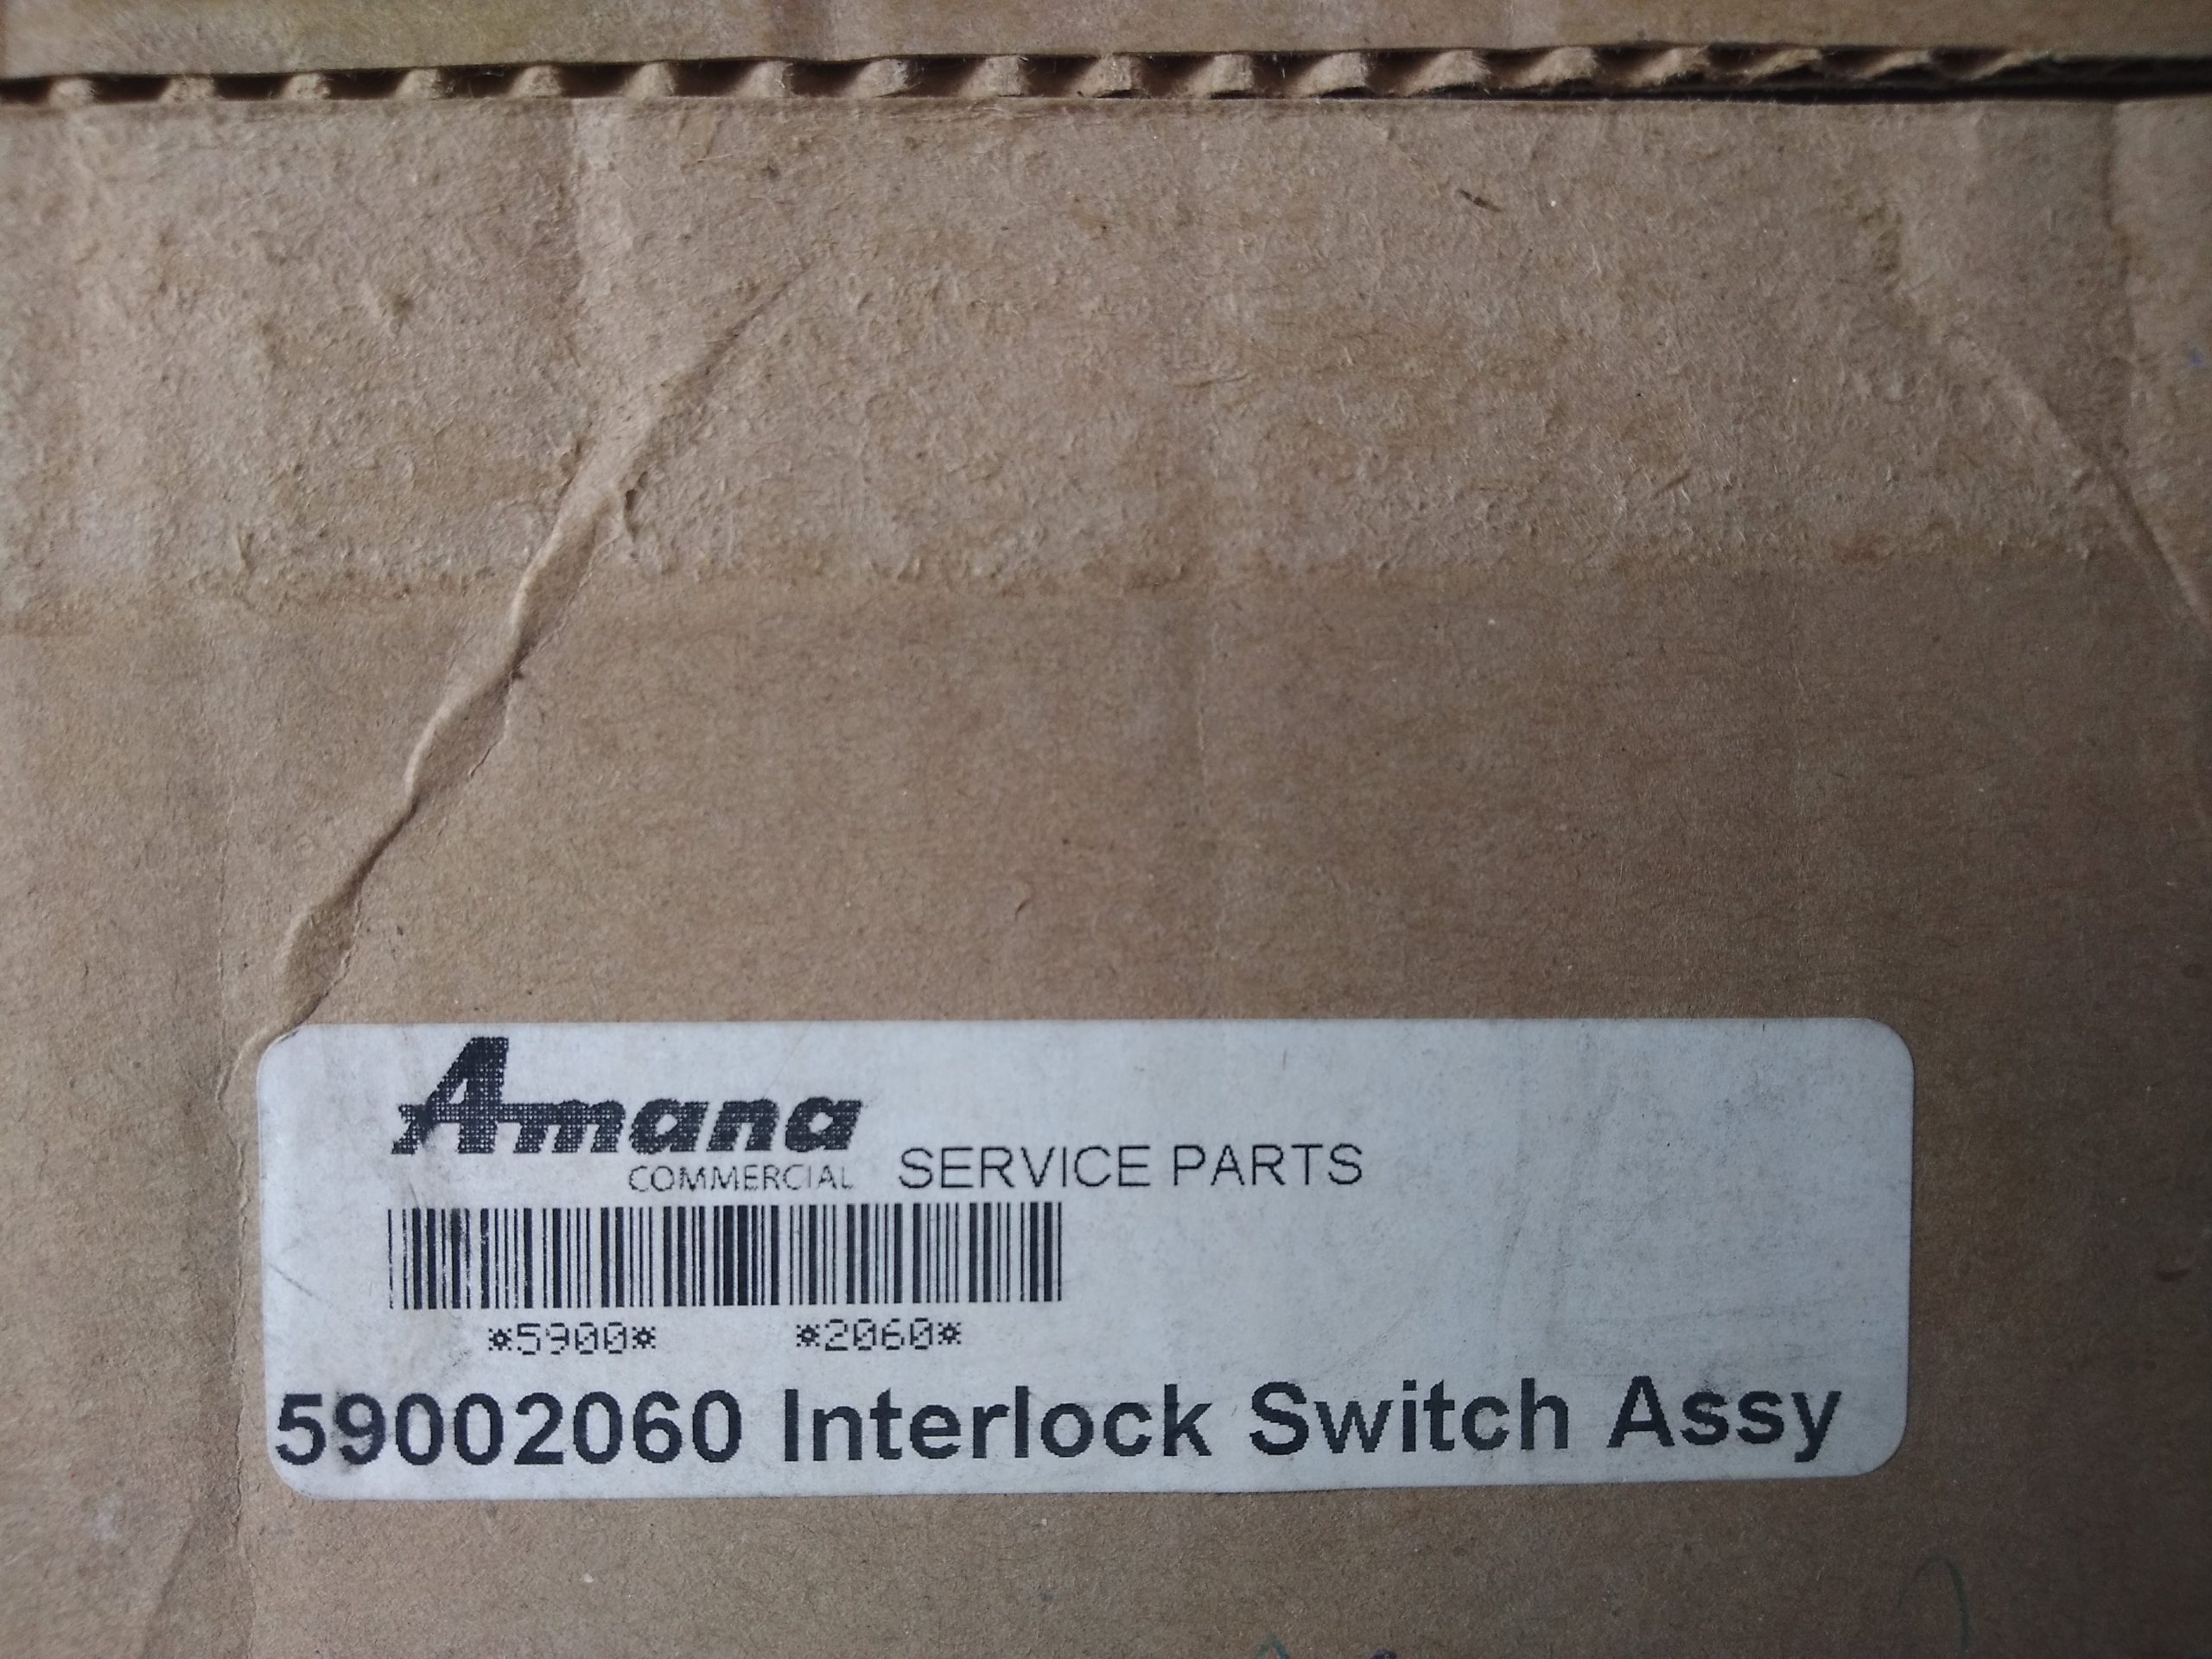 Amana
COMMERCIAL SERVICE PARTS
*5900* *2060*
59002060 Interlock Switch Assy